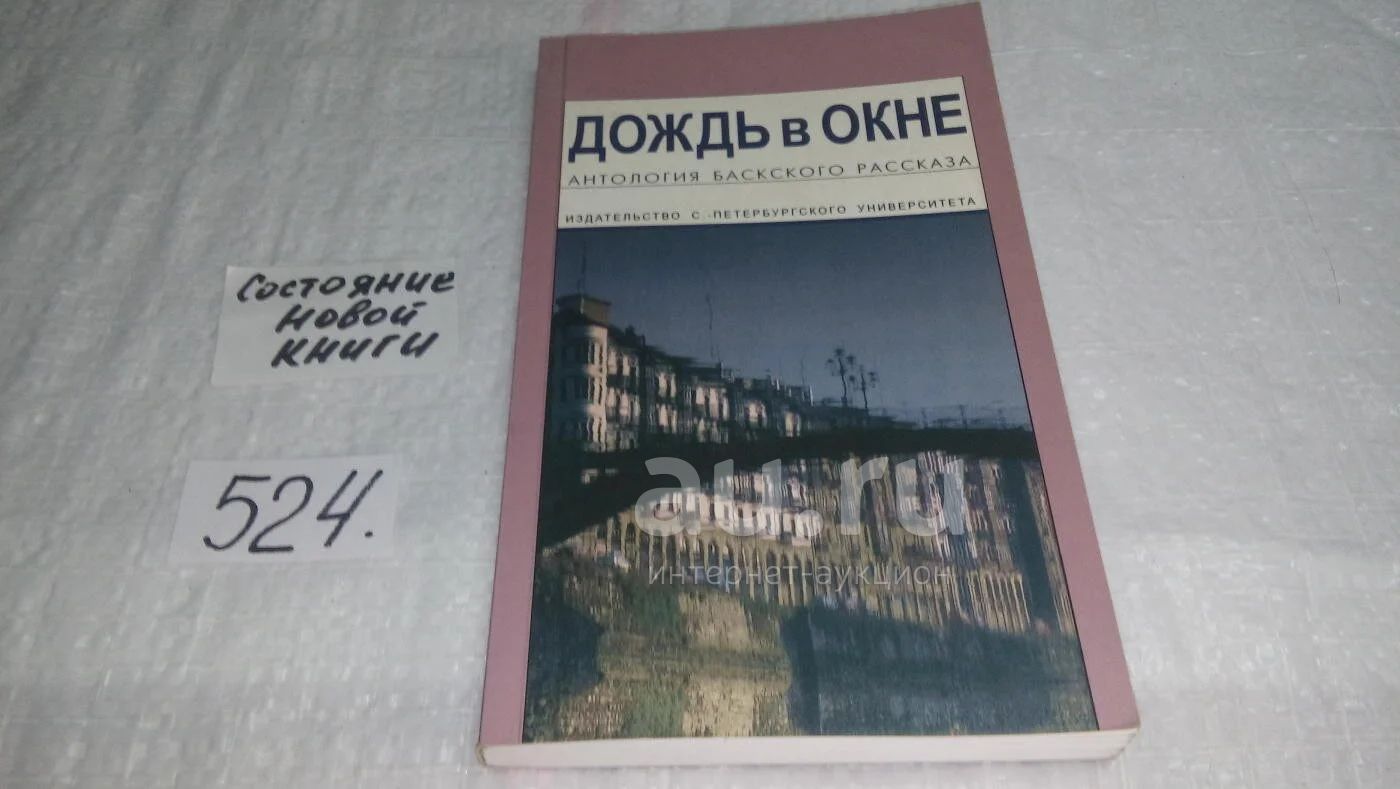 ДОЖДЬ в ОКНЕ
АНТОЛОГИЯ БАСКСКОГО РАССКАЗА
ИЗДАТЕЛЬСТВО С.-ПЕТЕРБУРГСКОГО УНИВЕРСИТЕТА
Состояние
новой
книги
524.
au.ru
интернет-аукцион